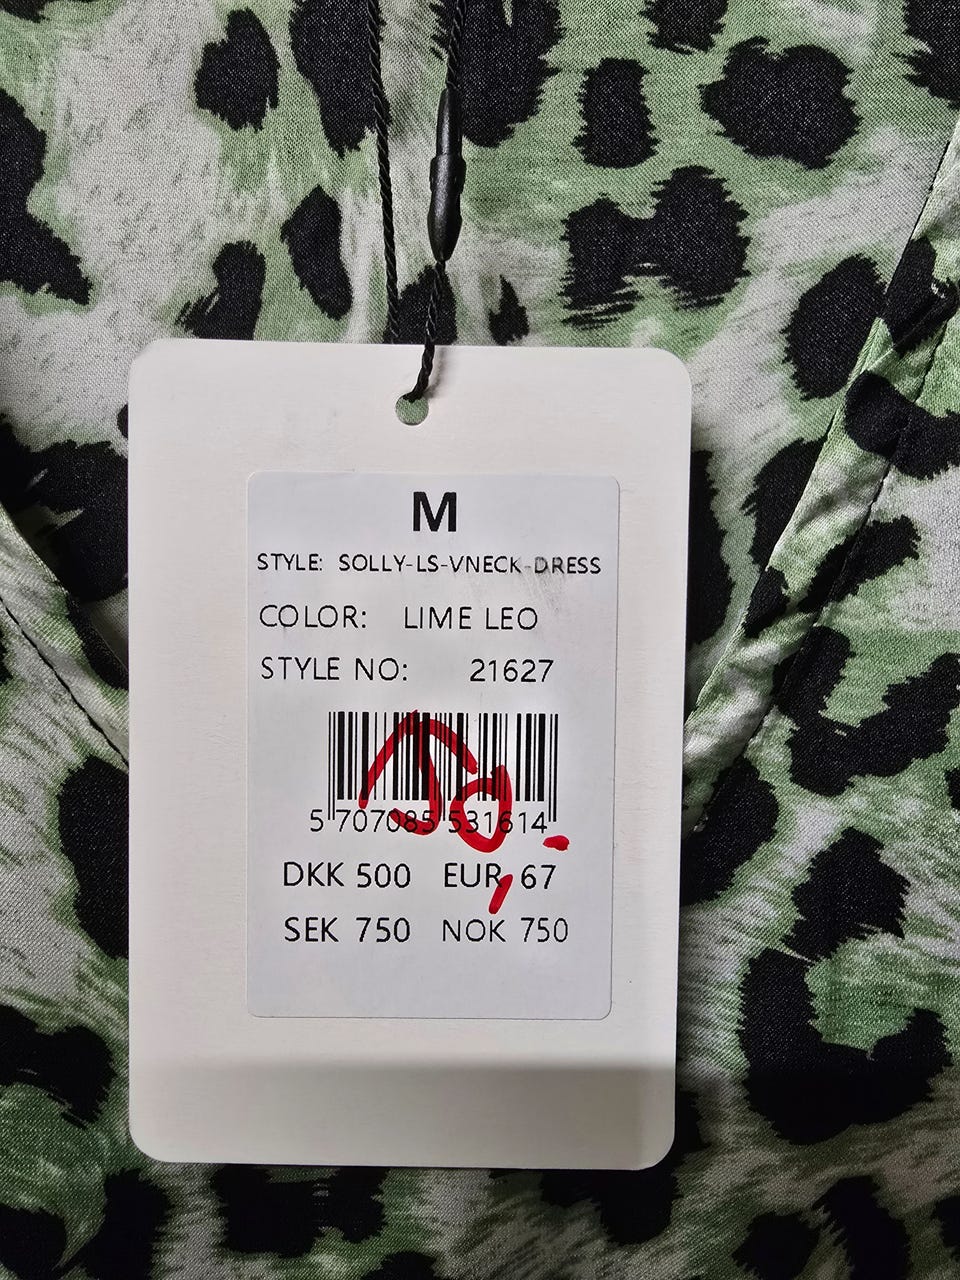 M
STYLE: SOLLY-LS-VNECK-DRESS
COLOR: LIME LEO
STYLE NO: 21627
5 707085 531614
DKK 500 EUR 67
SEK 750 NOK 750